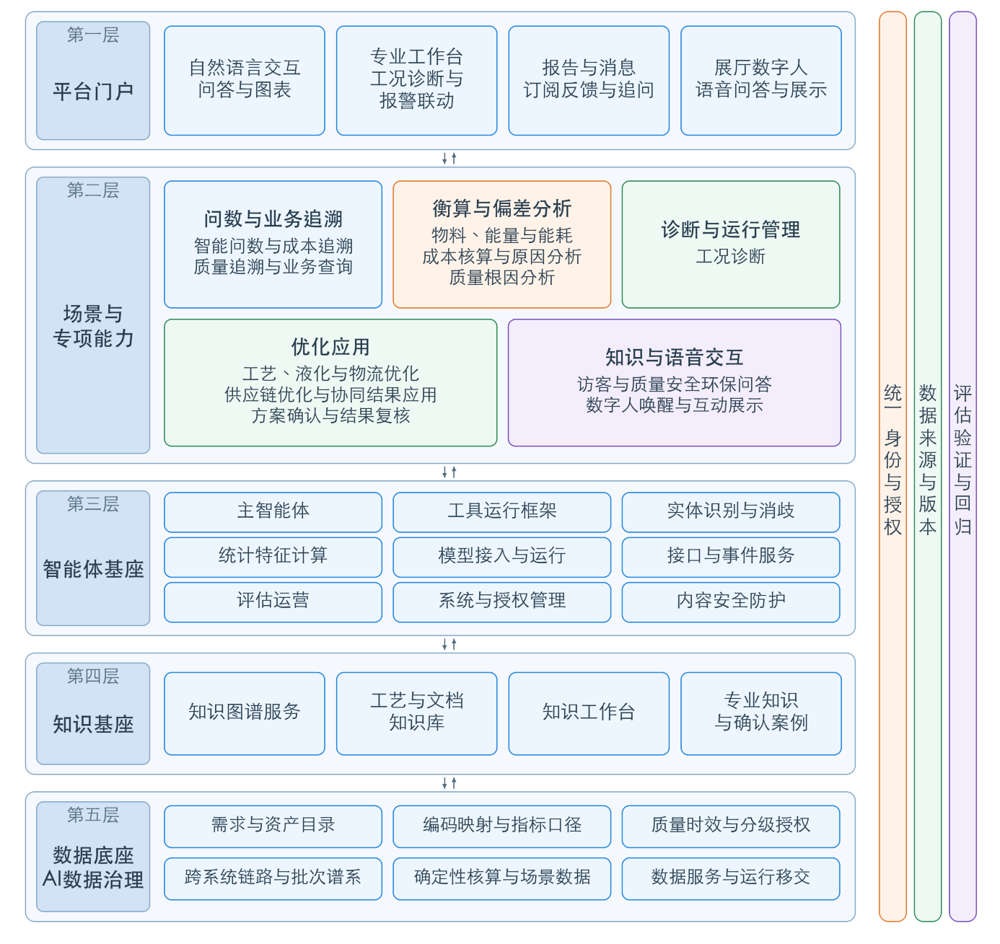 第一层
平台门户
自然语言交互
问答与图表
专业工作台
工况诊断与
报警联动
报告与消息
订阅反馈与追问
展厅数字人
语音问答与展示
第二层
场景与
专项能力
问数与业务追溯
智能问数与成本追溯
质量追溯与业务查询
衡算与偏差分析
物料、能量与能耗
成本核算与原因分析
质量根因分析
诊断与运行管理
工况诊断
优化应用
工艺、液化与物流优化
供应链优化与协同结果应用
方案确认与结果复核
知识与语音交互
访客与质量安全环保问答
数字人唤醒与互动展示
第三层
智能体基座
主智能体
工具运行框架
实体识别与消歧
统计特征计算
模型接入与运行
接口与事件服务
评估运营
系统与授权管理
内容安全防护
第四层
知识基座
知识图谱服务
工艺与文档
知识库
知识工作台
专业知识
与确认案例
第五层
数据底座
AI数据治理
需求与资产目录
编码映射与指标口径
质量时效与分级授权
跨系统链路与批次谱系
确定性核算与场景数据
数据服务与运行移交
统一身份与授权
数据来源与版本
评估验证与回归